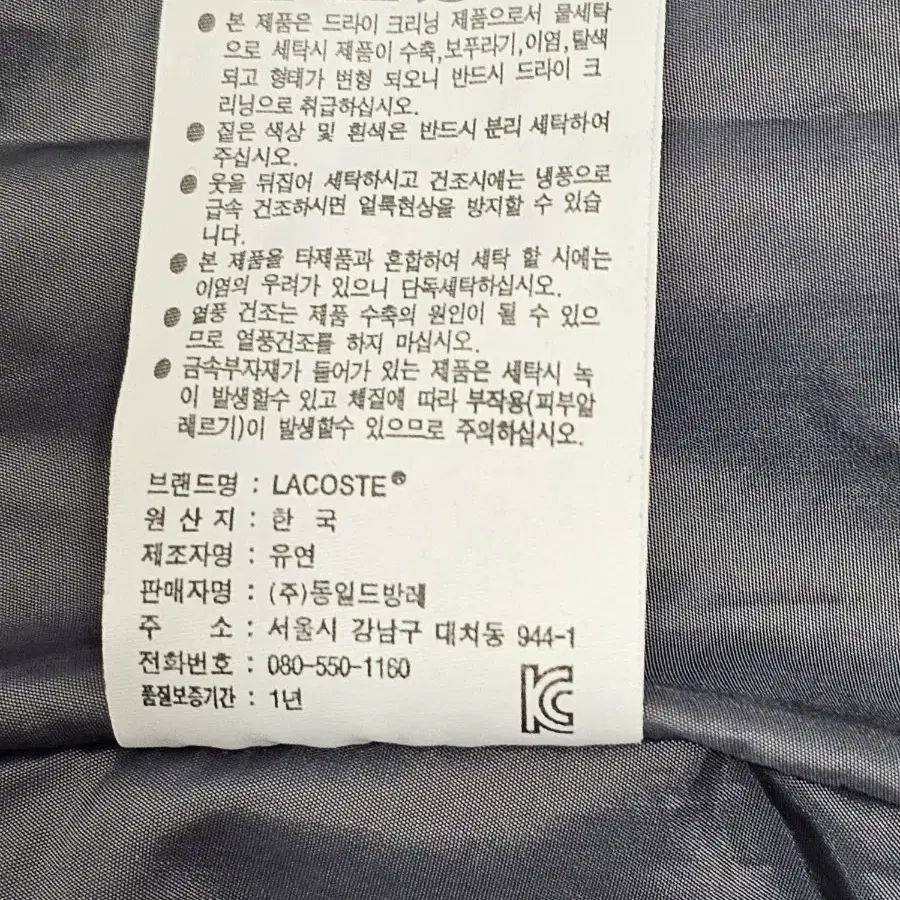 ● 본 제품은 드라이 크리닝 제품으로서 물세탁
으로 세탁시 제품이 수축,보푸라기,이염,탈색
되고 형태가 변형 되오니 반드시 드라이 크
리닝으로 취급하십시오.
● 짙은 색상 및 흰색은 반드시 분리 세탁하여
주십시오.
● 옷을 뒤집어 세탁하시고 건조시에는 냉풍으로
급속 건조하시면 얼룩현상을 방지할 수 있습
니다.
● 본 제품을 타제품과 혼합하여 세탁 할 시에는
이염의 우려가 있으니 단독세탁하십시오.
● 열풍 건조는 제품 수축의 원인이 될 수 있으
므로 열풍건조를 하지 마십시오.
● 금속부자재가 들어가 있는 제품은 세탁시 녹
이 발생할수 있고 체질에 따라 부작용(피부알
레르기)이 발생할수 있으므로 주의하십시오.
브랜드명 : LACOSTE®
원 산 지 : 한 국
제조자명 : 유연
판매자명 : (주)동일드방레
주 소 : 서울시 강남구 대치동 944-1
전화번호 : 080-550-1160
품질보증기간 : 1년
KC